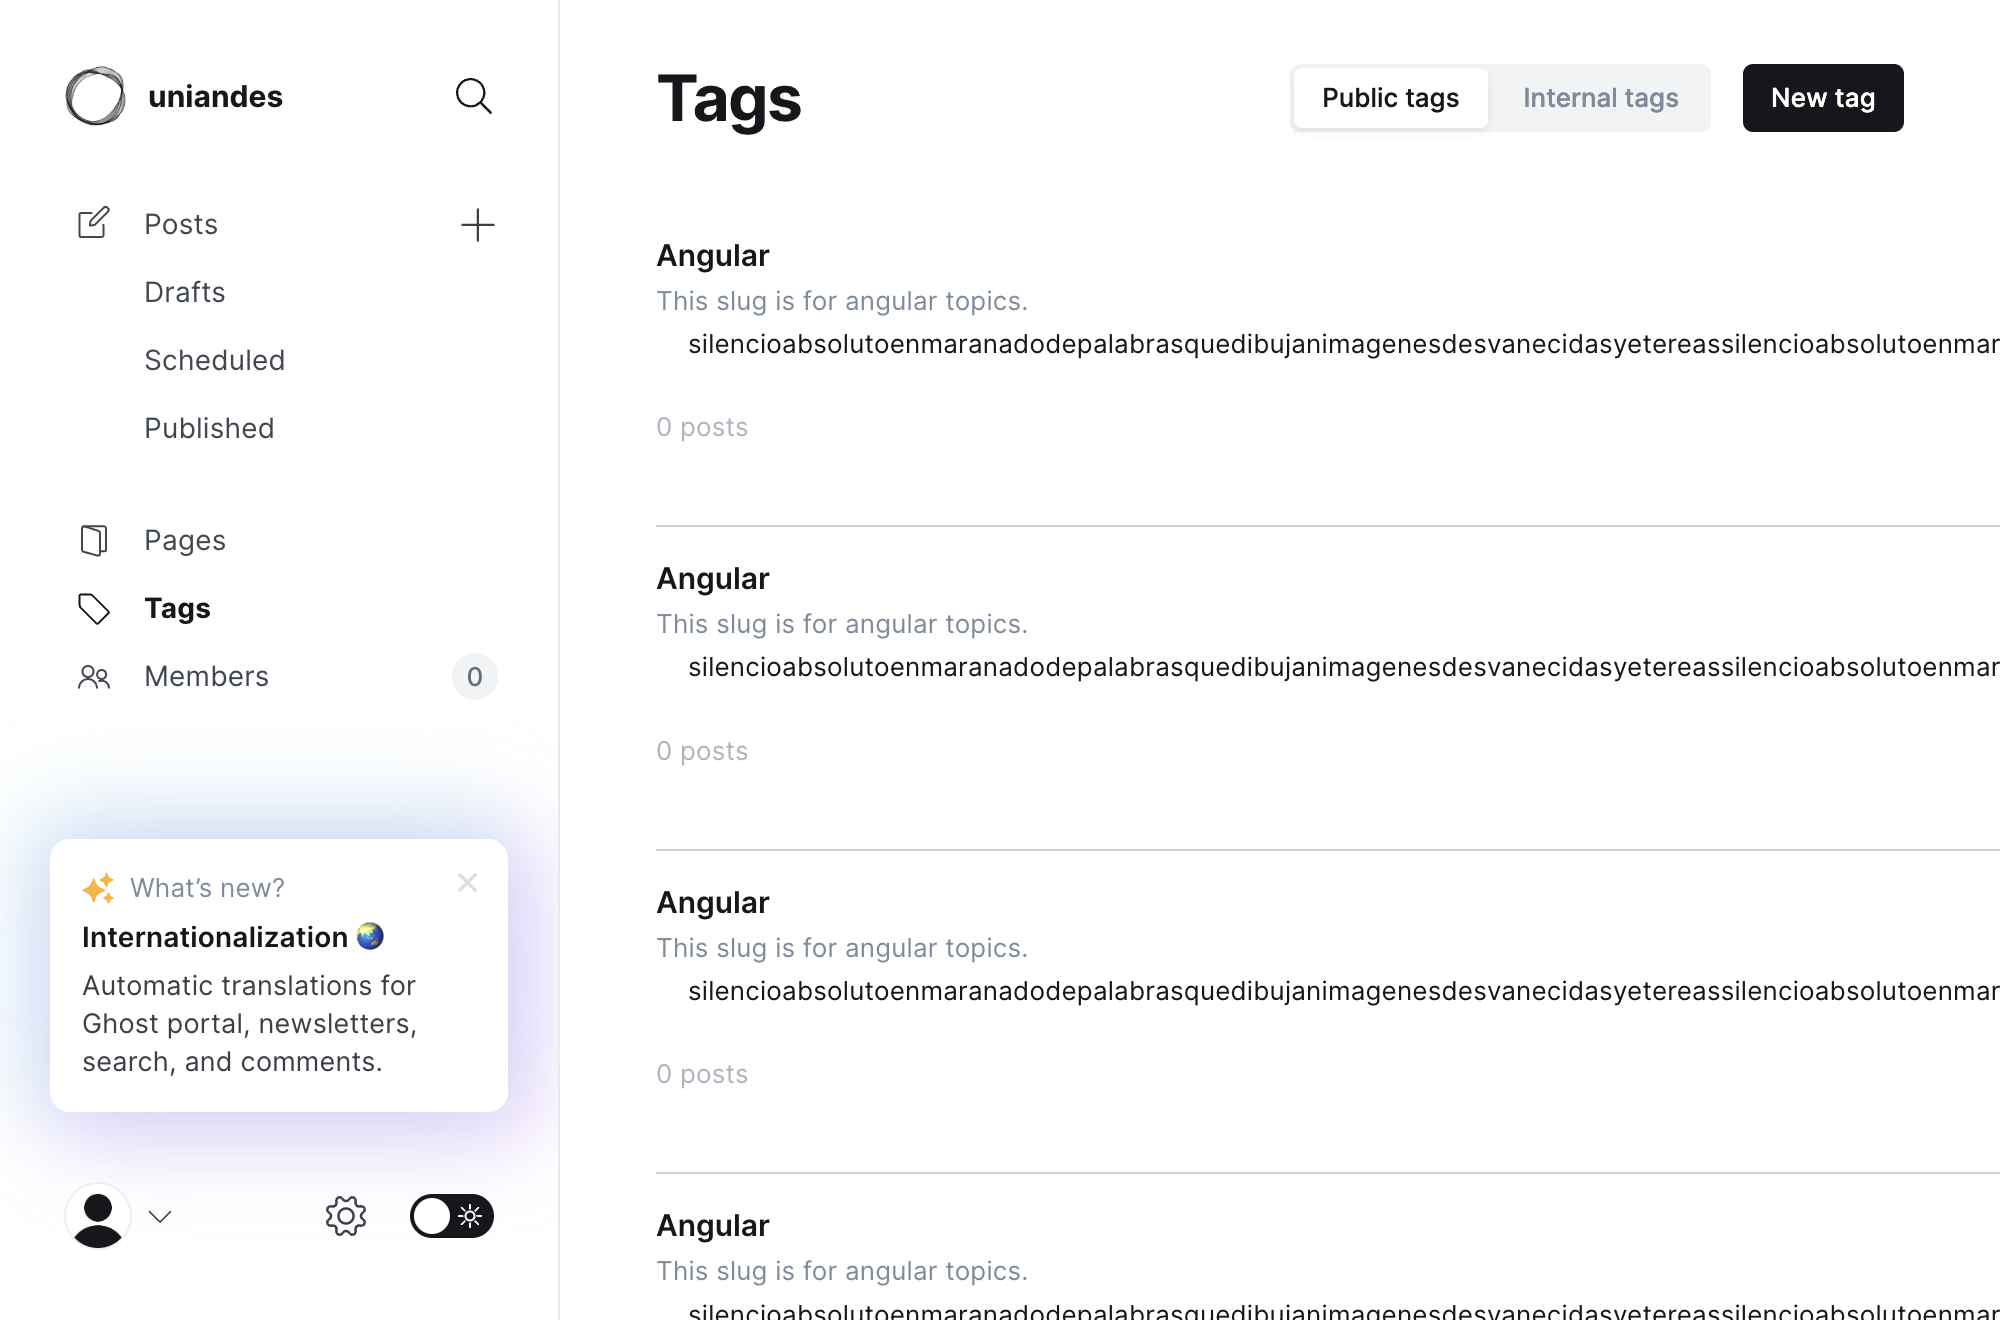 uniandes
Posts
Drafts
Scheduled
Published
Pages
Tags
Members
0
What's new?
Internationalization
Automatic translations for
Ghost portal, newsletters,
search, and comments.
Tags
Public tags
Internal tags
New tag
Angular
This slug is for angular topics.
silencioabsolutoenmaranadodepalabrasquedibujanimagenesdesvanecidasyetereassilencioabsolutoenmar
0 posts
Angular
This slug is for angular topics.
silencioabsolutoenmaranadodepalabrasquedibujanimagenesdesvanecidasyetereassilencioabsolutoenmar
0 posts
Angular
This slug is for angular topics.
silencioabsolutoenmaranadodepalabrasquedibujanimagenesdesvanecidasyetereassilencioabsolutoenmar
0 posts
Angular
This slug is for angular topics.
silencioabsolutoenmaranadodepalabrasquedibujanimagenesdesvanecidasyetereassilencioabsolutoenmar